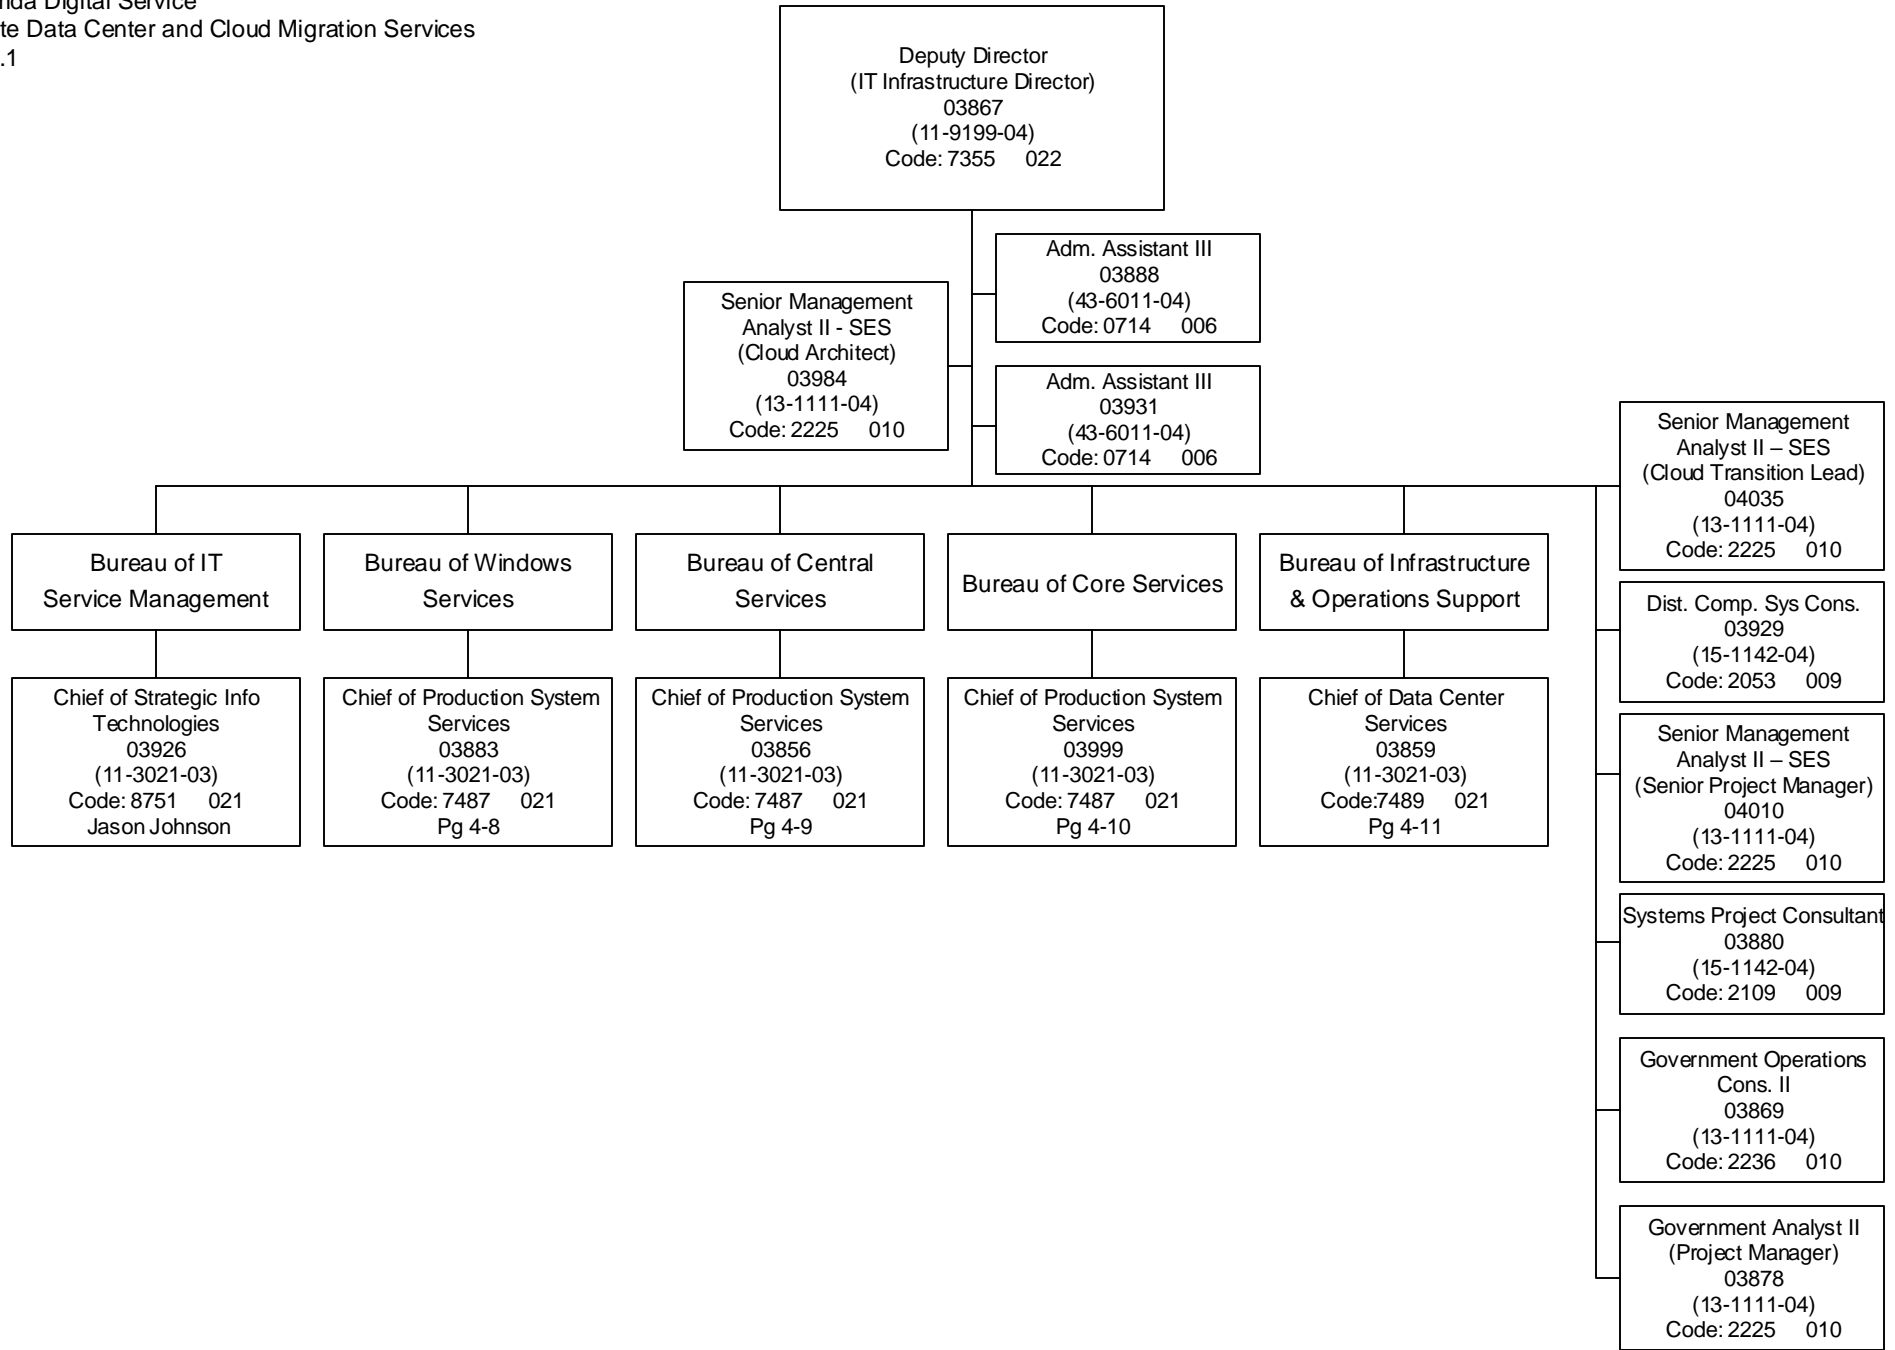 Digital Service
Data Center and Cloud Migration Services
.1
Deputy Director
(IT Infrastructure Director)
03867
(11-9199-04)
Code: 7355 022
Adm. Assistant III
03888
(43-6011-04)
Code: 0714 006
Senior Management
Analyst II - SES
(Cloud Architect)
03984
(13-1111-04)
Code: 2225 010
Adm. Assistant III
03931
(43-6011-04)
Code: 0714 006
Bureau of IT
Service Management
Bureau of Windows
Services
Bureau of Central
Services
Bureau of Core Services
Bureau of Infrastructure
& Operations Support
Chief of Strategic Info
Technologies
03926
(11-3021-03)
Code: 8751 021
Jason Johnson
Chief of Production System
Services
03883
(11-3021-03)
Code: 7487 021
Pg 4-8
Chief of Production System
Services
03856
(11-3021-03)
Code: 7487 021
Pg 4-9
Chief of Production System
Services
03999
(11-3021-03)
Code: 7487 021
Pg 4-10
Chief of Data Center
Services
03859
(11-3021-03)
Code:7489 021
Pg 4-11
Senior Management
Analyst II – SES
(Cloud Transition Lead)
04035
(13-1111-04)
Code: 2225 010
Dist. Comp. Sys Cons.
03929
(15-1142-04)
Code: 2053 009
Senior Management
Analyst II – SES
(Senior Project Manager)
04010
(13-1111-04)
Code: 2225 010
Systems Project Consultant
03880
(15-1142-04)
Code: 2109 009
Government Operations
Cons. II
03869
(13-1111-04)
Code: 2236 010
Government Analyst II
(Project Manager)
03878
(13-1111-04)
Code: 2225 010